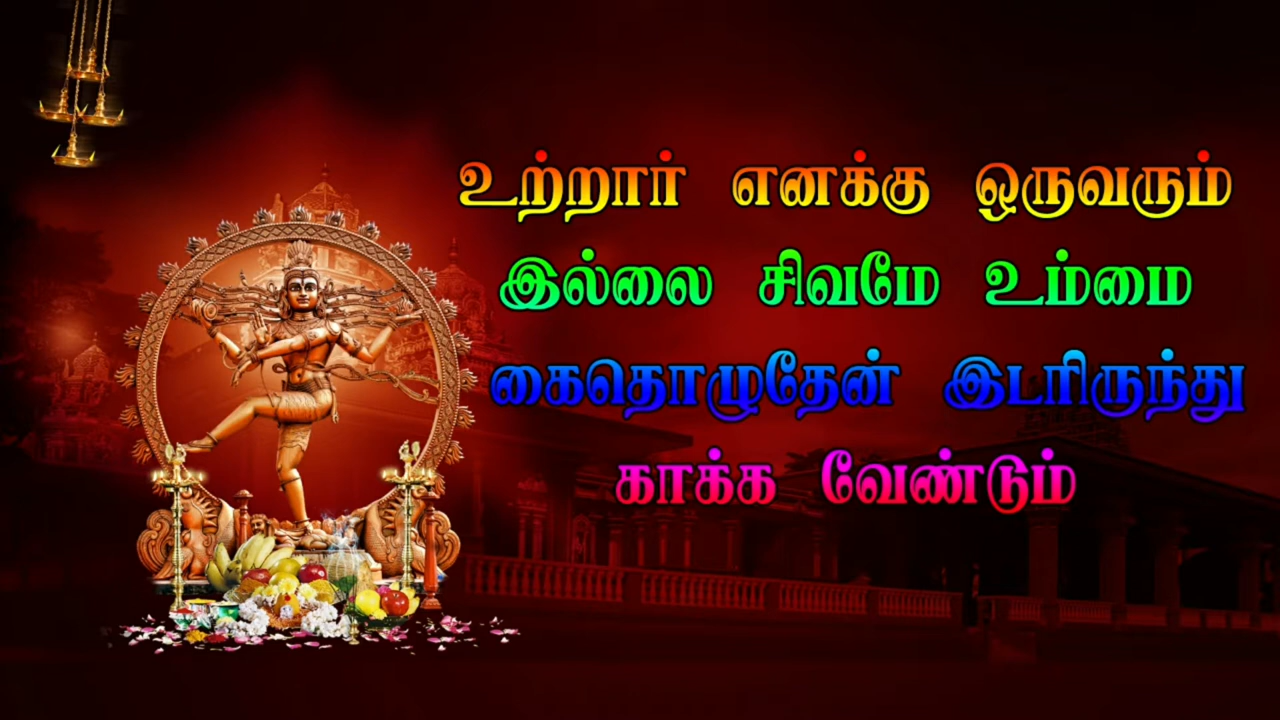 உற்றார் எனக்கு ஒருவரும்
இல்லை சிவமே உம்மை
கைதொழுதேன் இடரிருந்து
காக்க வேண்டும்